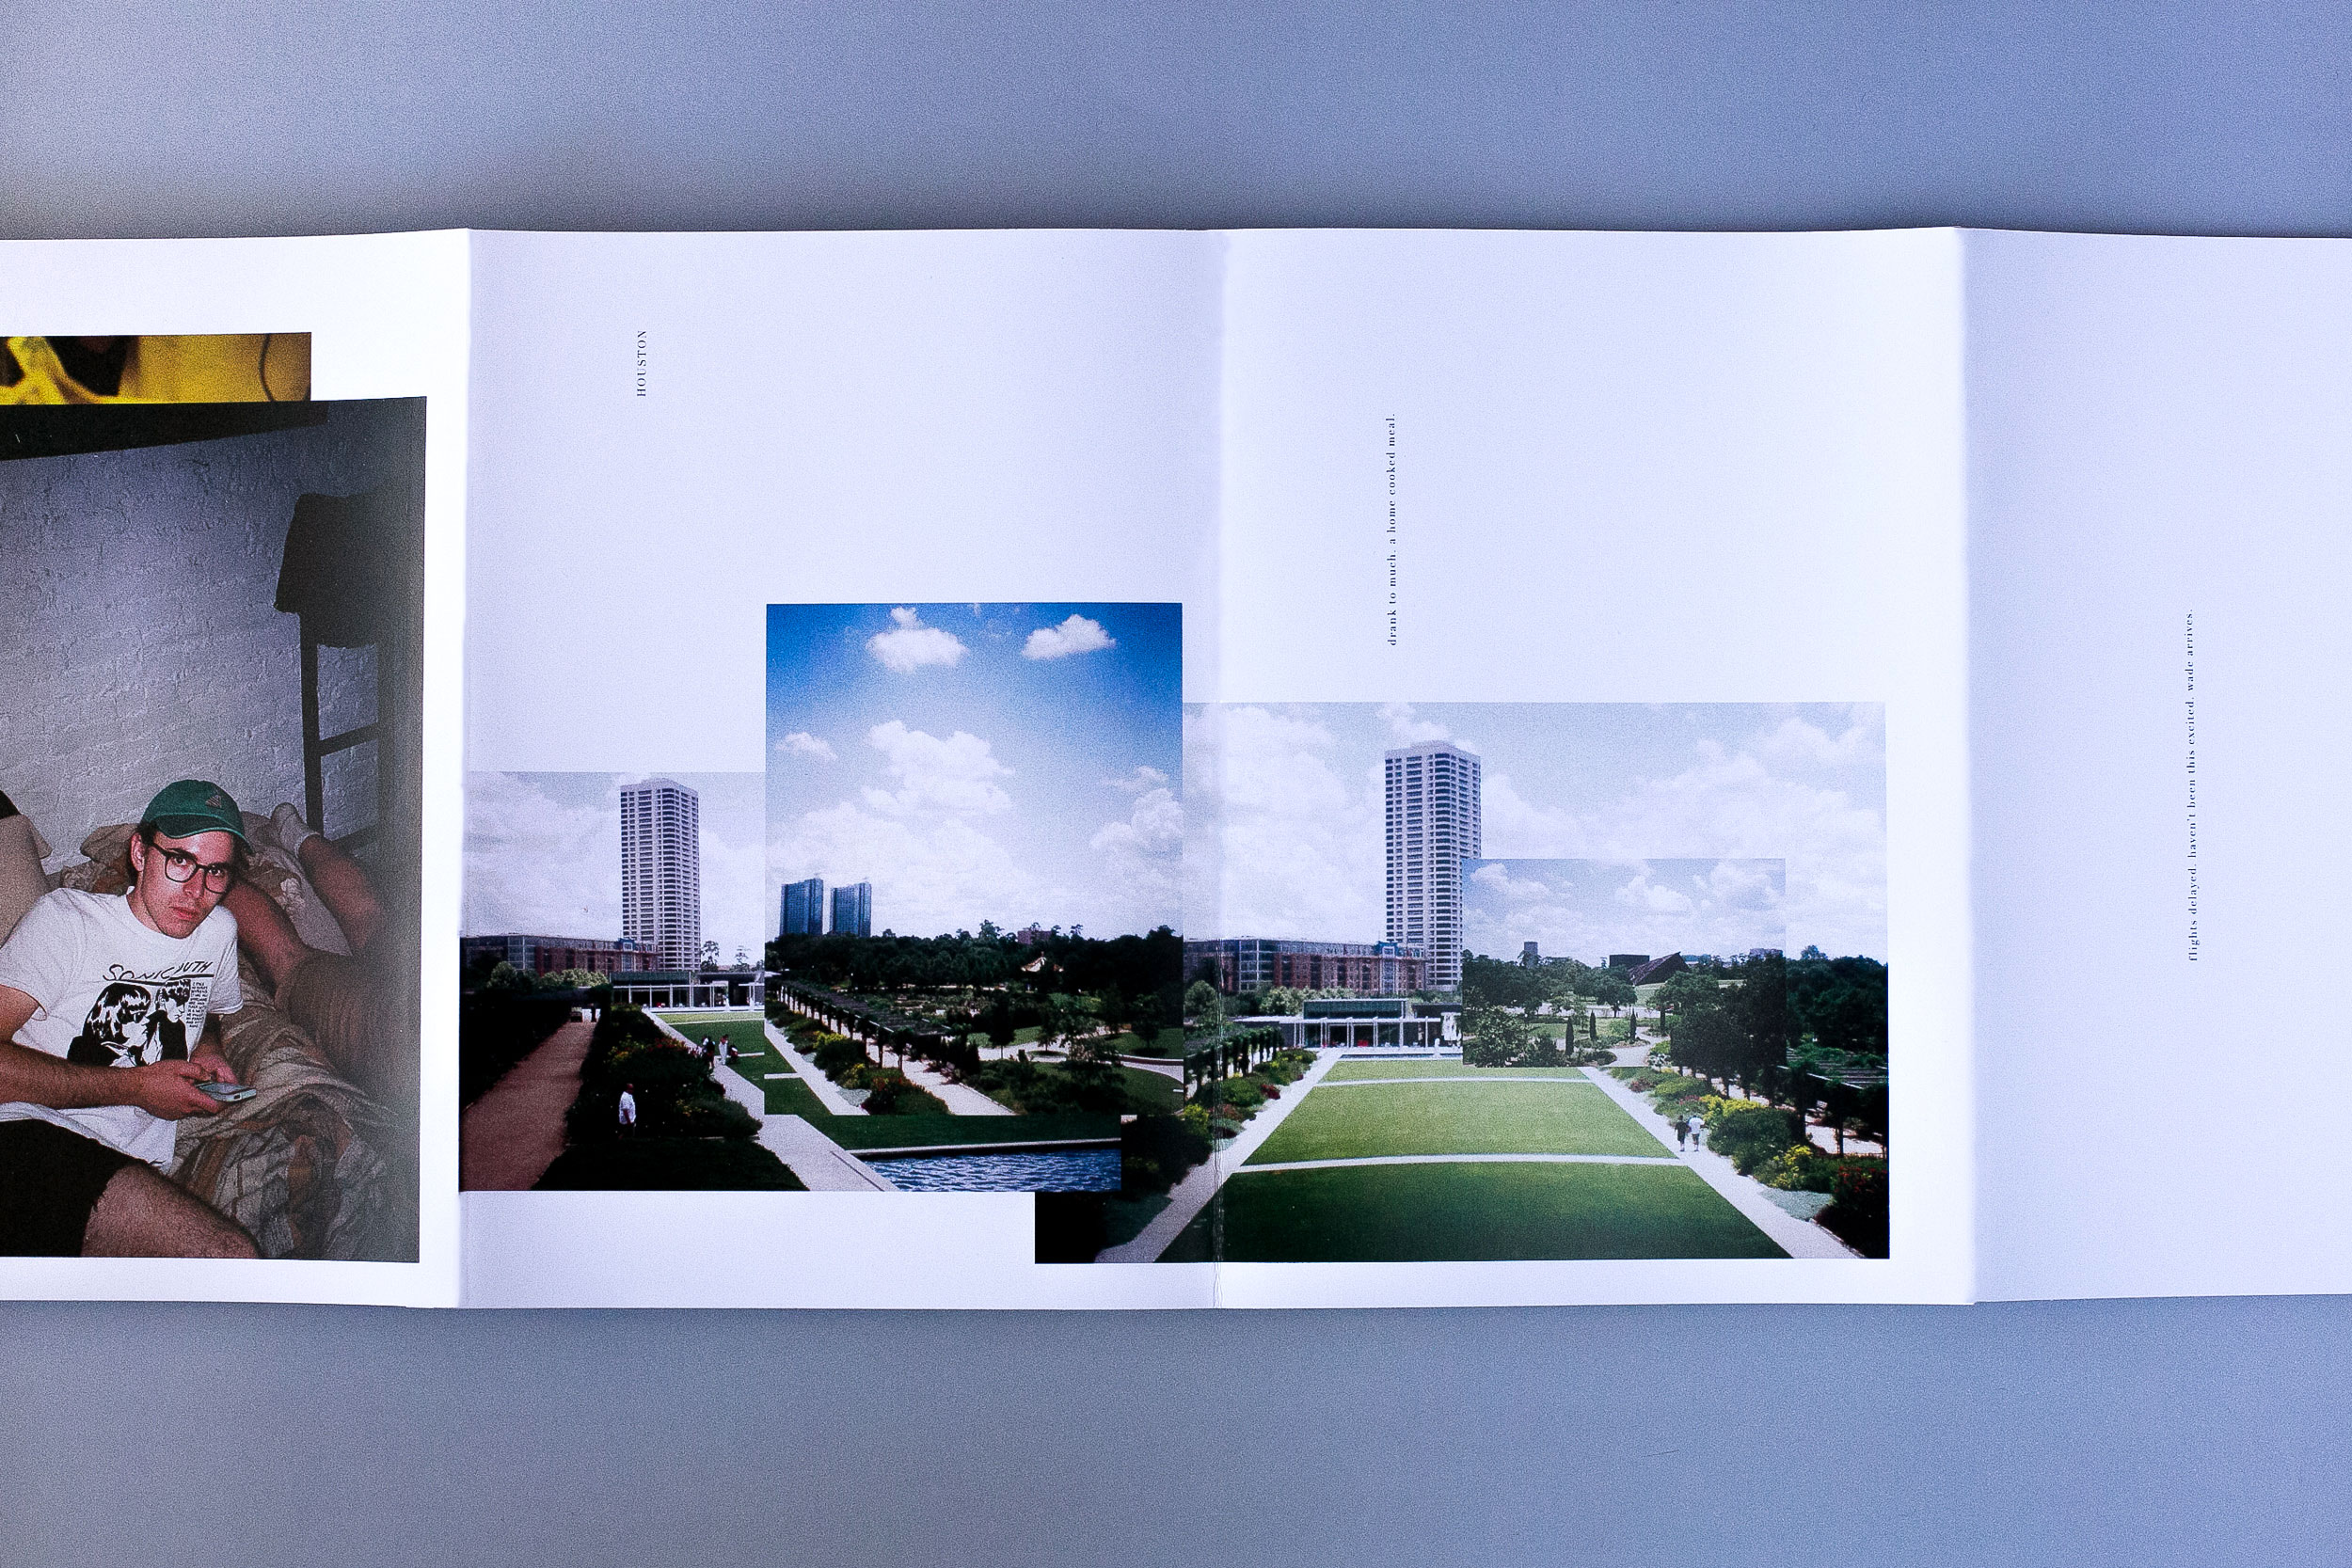 HOUSTON
drank to much. a home cooked meal.
flights delayed. haven't been this excited. wade arrives.
SONIC YOUTH